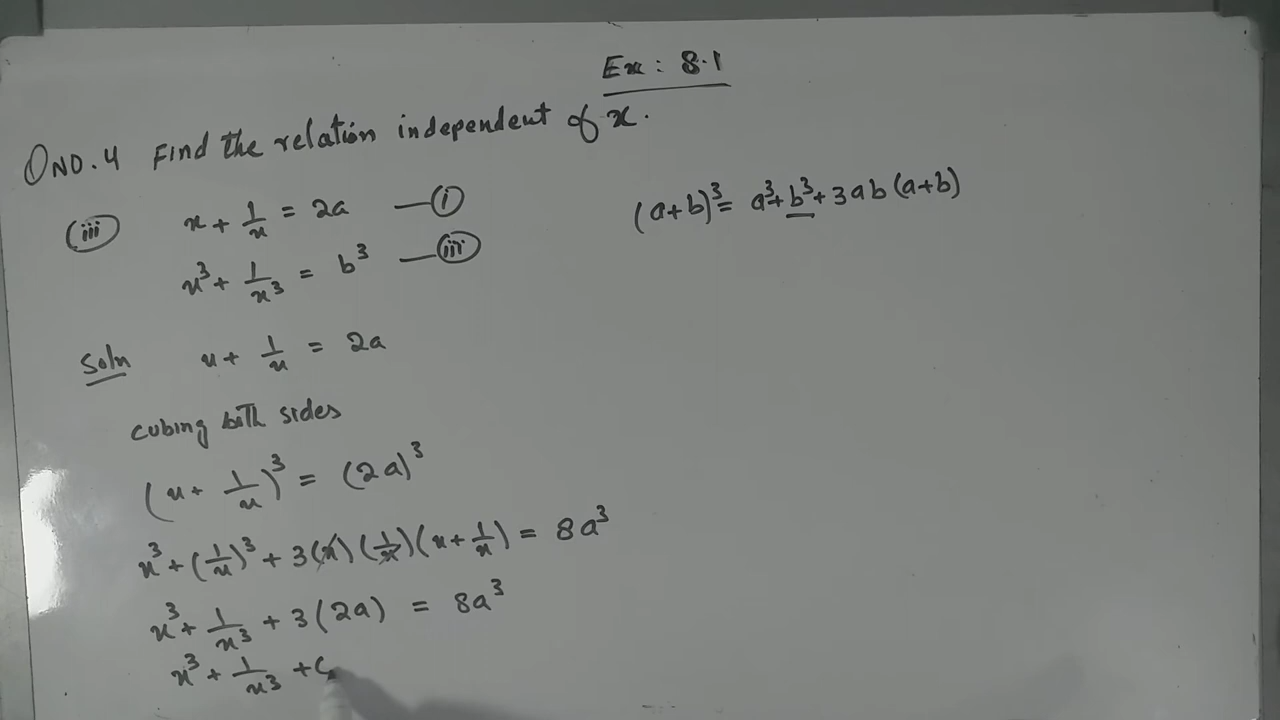 Ex: 8.1
Q NO. 4 Find the relation independent of x.
(iii) x + 1/x = 2a —(i)
(a+b)³ = a³+b³+3ab(a+b)
x³ + 1/x³ = b³ —(iii)
Soln x + 1/x = 2a
cubing both sides
(x + 1/x)³ = (2a)³
x³ + (1/x)³ + 3(x)(1/x)(x + 1/x) = 8a³
x³ + 1/x³ + 3(2a) = 8a³
x³ + 1/x³ +